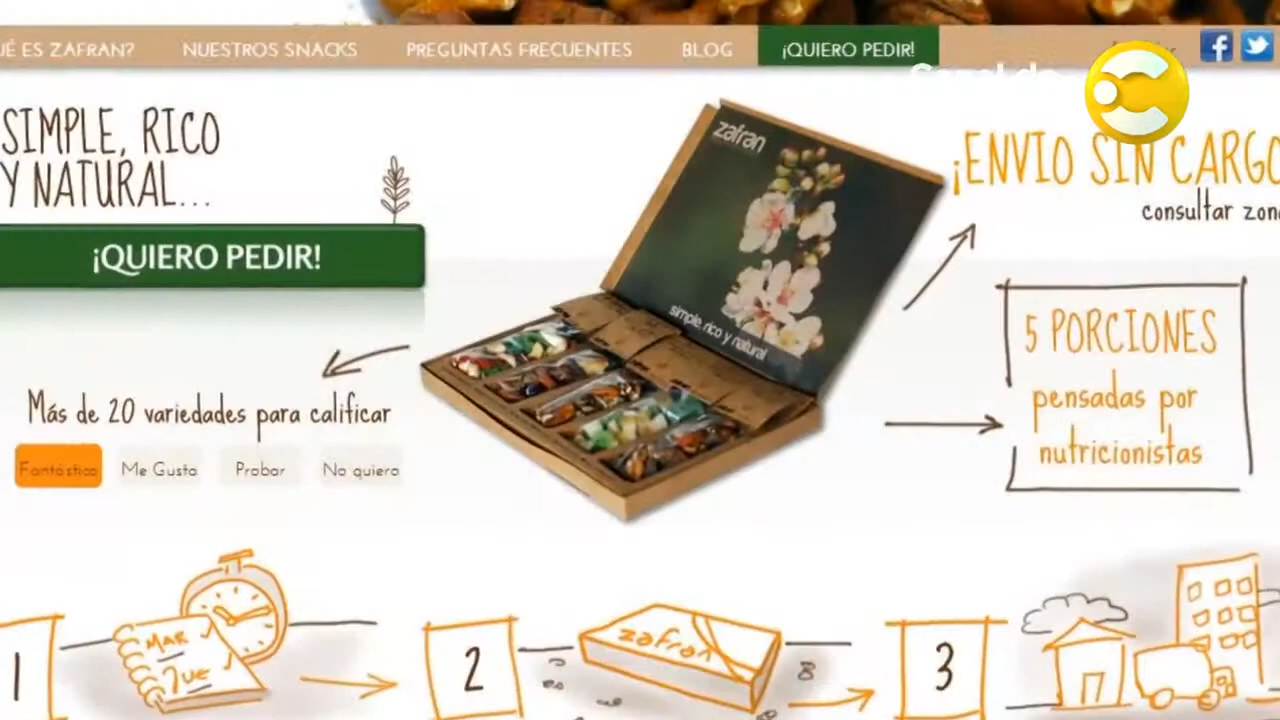 UÉ ES ZAFRAN?
NUESTROS SNACKS
PREGUNTAS FRECUENTES
BLOG
¡QUIERO PEDIR!
SIMPLE, RICO
Y NATURAL...
¡QUIERO PEDIR!
Más de 20 variedades para calificar
Fantástico
Me Gusta
Probar
No quiero
zafran
simple, rico y natural
¡ENVIO SIN CARGO
consultar zon
5 PORCIONES
pensadas por
nutricionistas
1
MAR
JUE
2
zafran
3